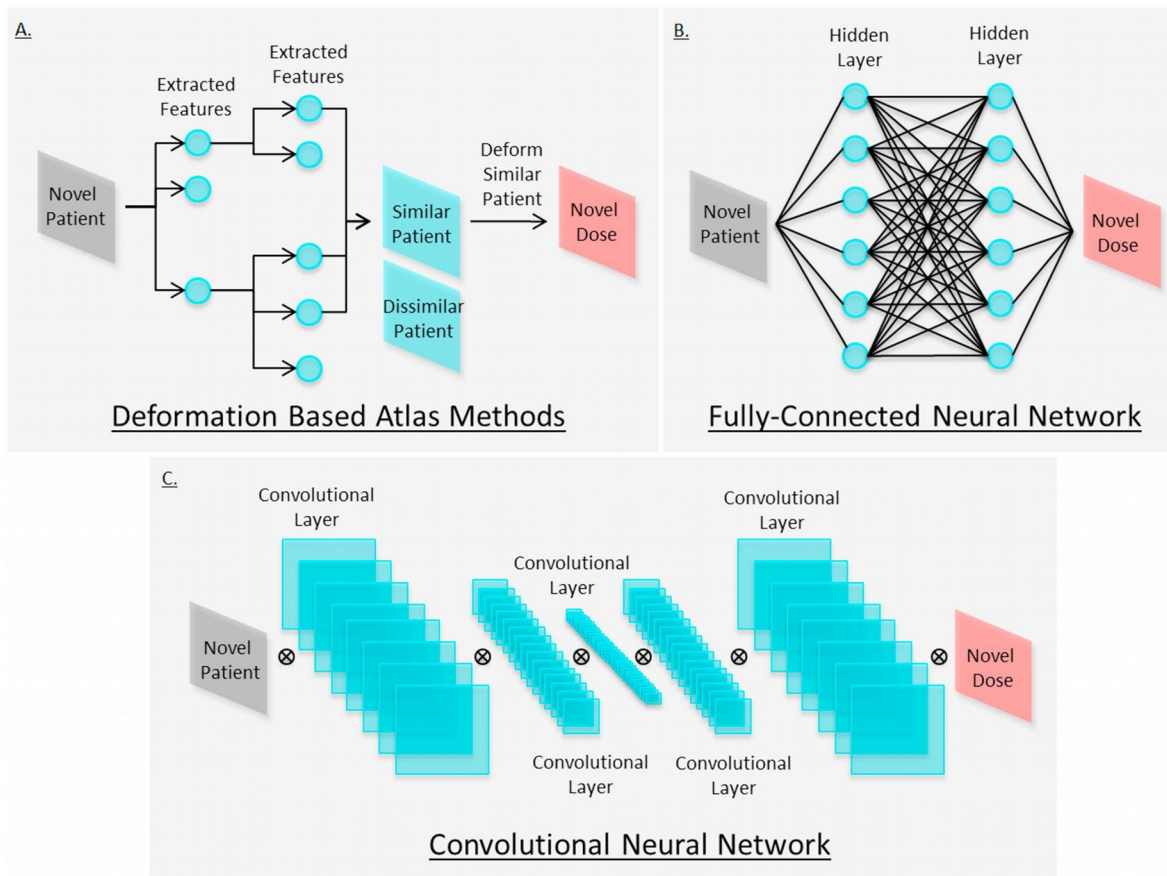 A.
Extracted
Features
Extracted
Features
Novel
Patient
Similar
Patient
Dissimilar
Patient
Deform
Similar
Patient
Novel
Dose
Deformation Based Atlas Methods
B.
Hidden
Layer
Hidden
Layer
Novel
Patient
Novel
Dose
Fully-Connected Neural Network
C.
Convolutional
Layer
Convolutional
Layer
Convolutional
Layer
Novel
Patient
Novel
Dose
Convolutional
Layer
Convolutional
Layer
Convolutional Neural Network